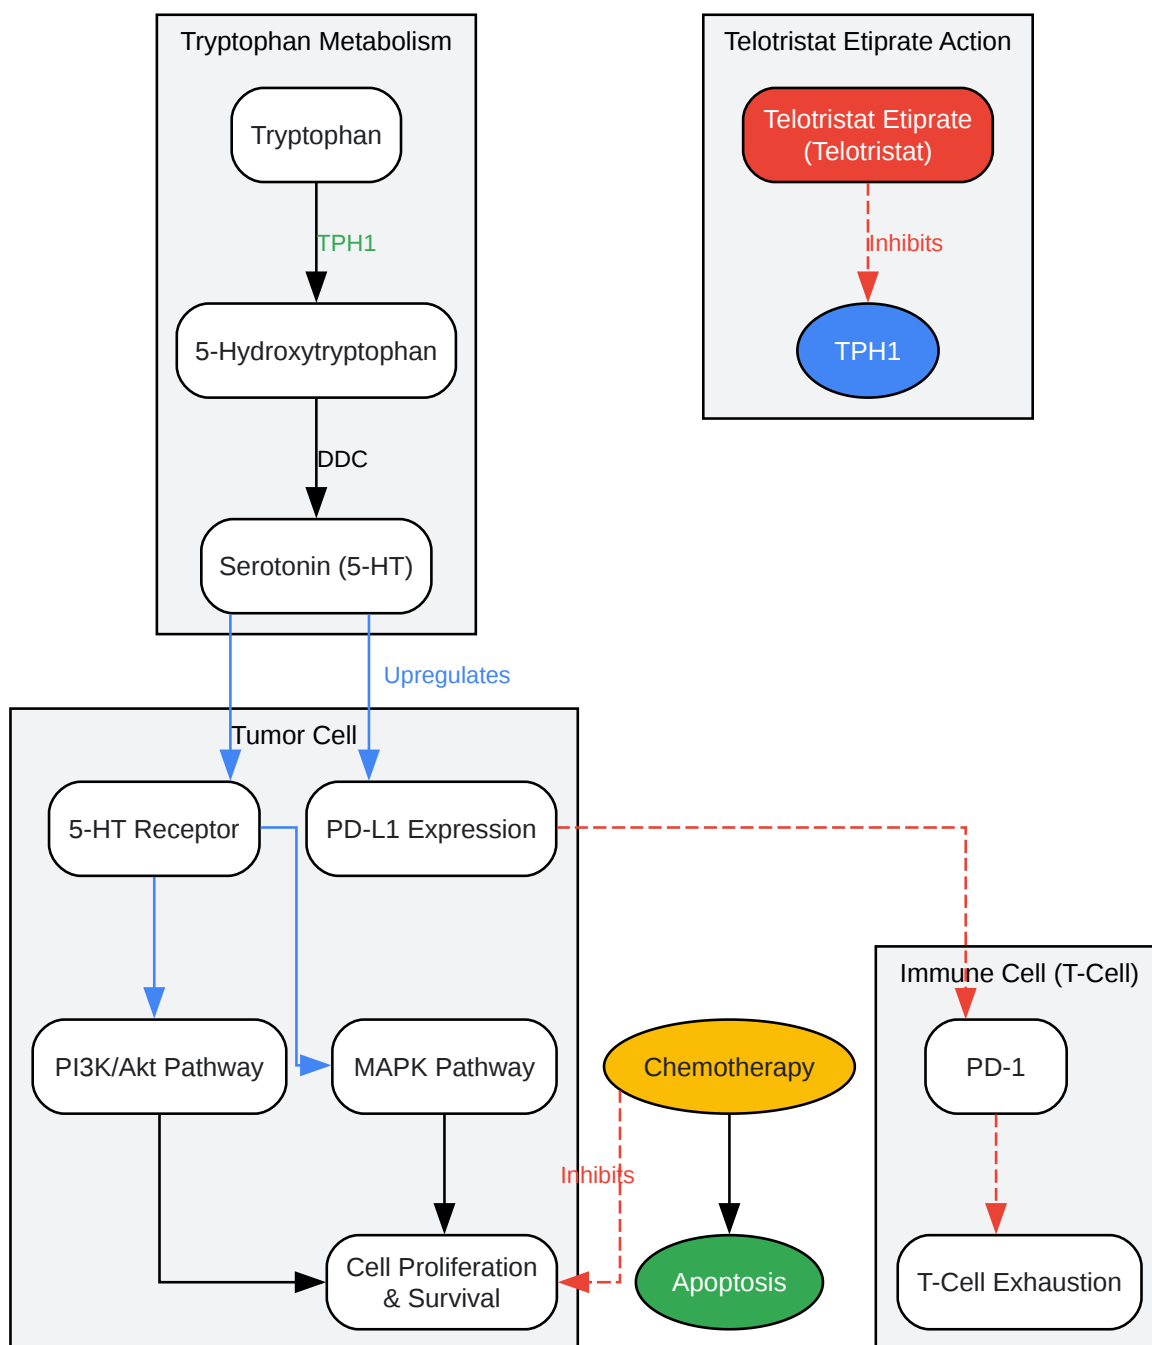 Tryptophan Metabolism
Tryptophan
TPH1
5-Hydroxytryptophan
DDC
Serotonin (5-HT)
Telotristat Etiprate Action
Telotristat Etiprate
(Telotristat)
Inhibits
TPH1
Upregulates
Tumor Cell
5-HT Receptor
PD-L1 Expression
PI3K/Akt Pathway
MAPK Pathway
Cell Proliferation
& Survival
Chemotherapy
Inhibits
Apoptosis
Immune Cell (T-Cell)
PD-1
T-Cell Exhaustion